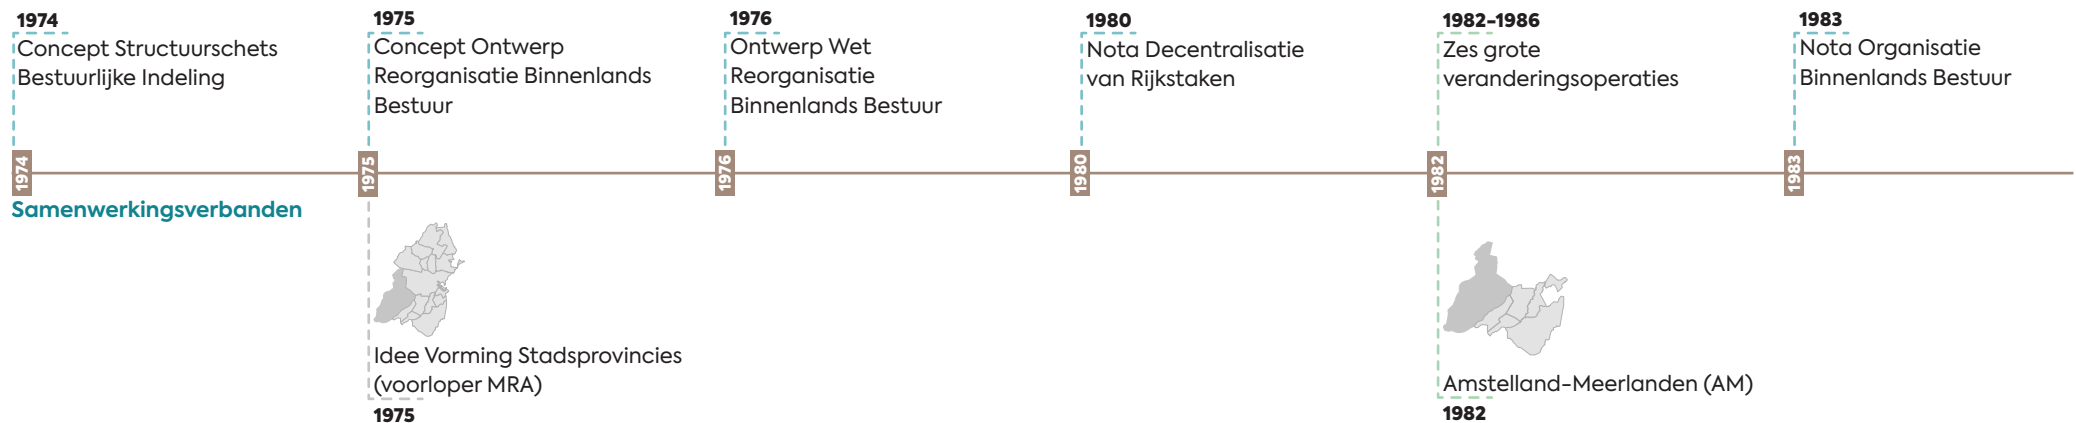 1974
Concept Structuurschets
Bestuurlijke Indeling
1975
Concept Ontwerp
Reorganisatie Binnenlands
Bestuur
1976
Ontwerp Wet
Reorganisatie
Binnenlands Bestuur
1980
Nota Decentralisatie
van Rijkstaken
1982-1986
Zes grote
veranderingsoperaties
1983
Nota Organisatie
Binnenlands Bestuur
1974
1975
1976
1980
1982
1983
Samenwerkingsverbanden
Idee Vorming Stadsprovincies
(voorloper MRA)
1975
Amstelland-Meerlanden (AM)
1982